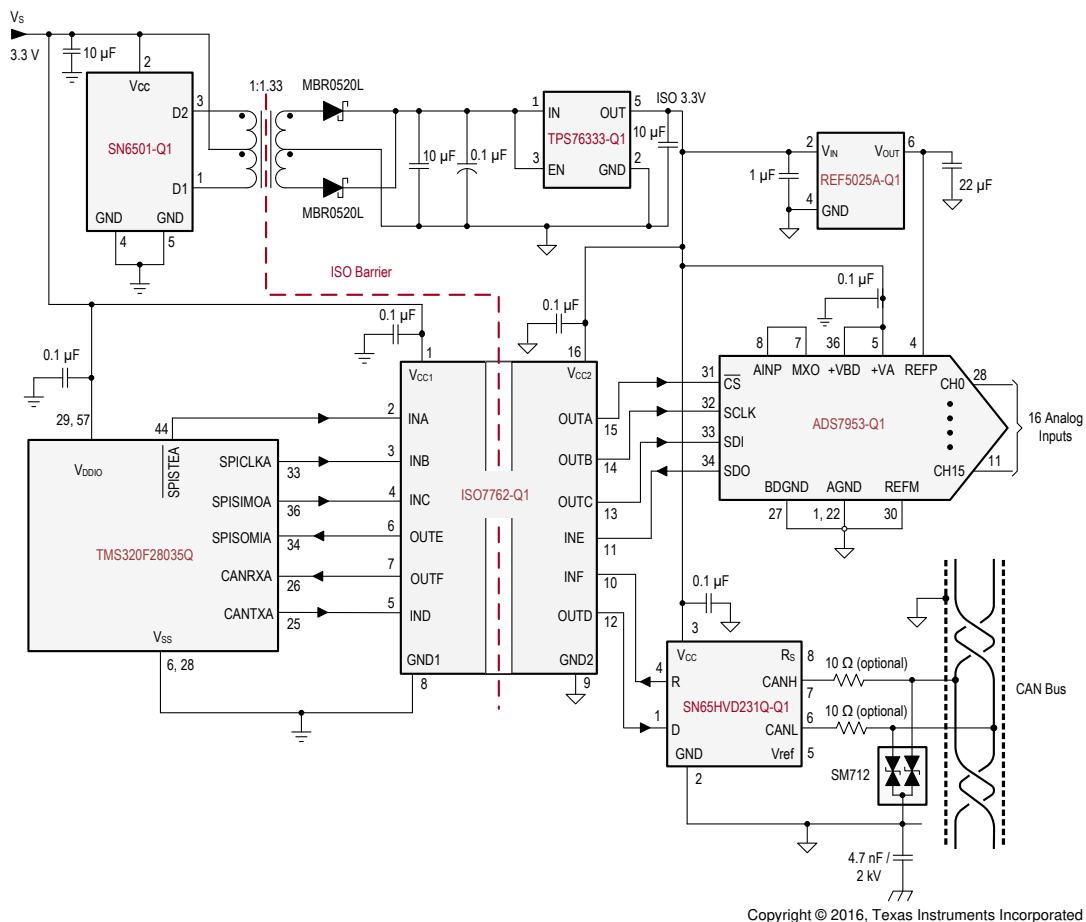 VS
3.3 V
10 µF
2
Vcc
D2
3
SN6501-Q1
D1
1
GND
GND
4
5
1:1.33
MBR0520L
MBR0520L
10 µF
0.1 µF
1
IN
OUT
5
TPS76333-Q1
3
EN
GND
2
ISO 3.3V
10 µF
1 µF
2
VIN
VOUT
6
REF5025A-Q1
4
GND
22 µF
ISO Barrier
0.1 µF
0.1 µF
0.1 µF
0.1 µF
29, 57
VDDIO
44
SPISTEA
SPICLKA
33
SPISIMOA
36
SPISOMIA
34
TMS320F28035Q
CANRXA
26
CANTXA
25
VSS
6, 28
1
VCC1
2
INA
3
INB
4
INC
6
OUTE
7
OUTF
5
IND
GND1
8
ISO7762-Q1
16
VCC2
OUTA
15
OUTB
14
OUTC
13
INE
11
INF
10
OUTD
12
GND2
9
8
7
36
5
4
AINP
MXO
+VBD
+VA
REFP
31
CS
32
SCLK
33
SDI
34
SDO
ADS7953-Q1
28
CH0
CH15
11
16 Analog
Inputs
BDGND
AGND
REFM
27
1, 22
30
0.1 µF
3
VCC
RS
8
4
R
CANH
7
SN65HVD231Q-Q1
1
D
CANL
6
GND
Vref
5
2
10 Ω (optional)
10 Ω (optional)
SM712
CAN Bus
4.7 nF /
2 kV
Copyright © 2016, Texas Instruments Incorporated